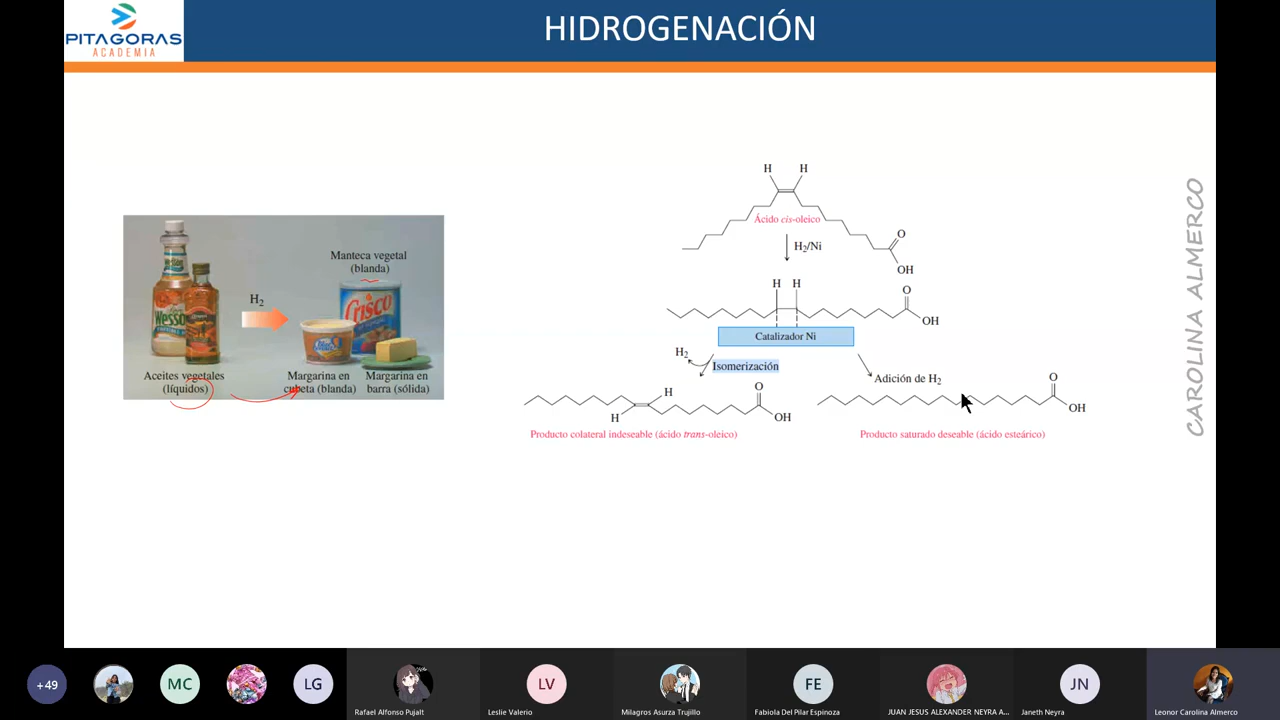 PITAGORAS
ACADEMIA
HIDROGENACIÓN
H H
Ácido cis-oleico
H₂/Ni
O
OH
H H
O
OH
Catalizador Ni
H₂
Isomerización
Adición de H₂
H
H
O
OH
O
OH
Producto colateral indeseable (ácido trans-oleico)
Producto saturado deseable (ácido esteárico)
Manteca vegetal
(blanda)
H₂
Wesson
Crisco
Aceites vegetales
(líquidos)
Margarina en
cubeta (blanda)
Margarina en
barra (sólida)
CAROLINA ALMERCO
+49
MC
LG
Rafael Alfonso Pujalt
LV
Leslie Valerio
Milagros Asurza Trujillo
FE
Fabiola Del Pilar Espinoza
JUAN JESUS ALEXANDER NEYRA A...
JN
Janeth Neyra
Leonor Carolina Almerco